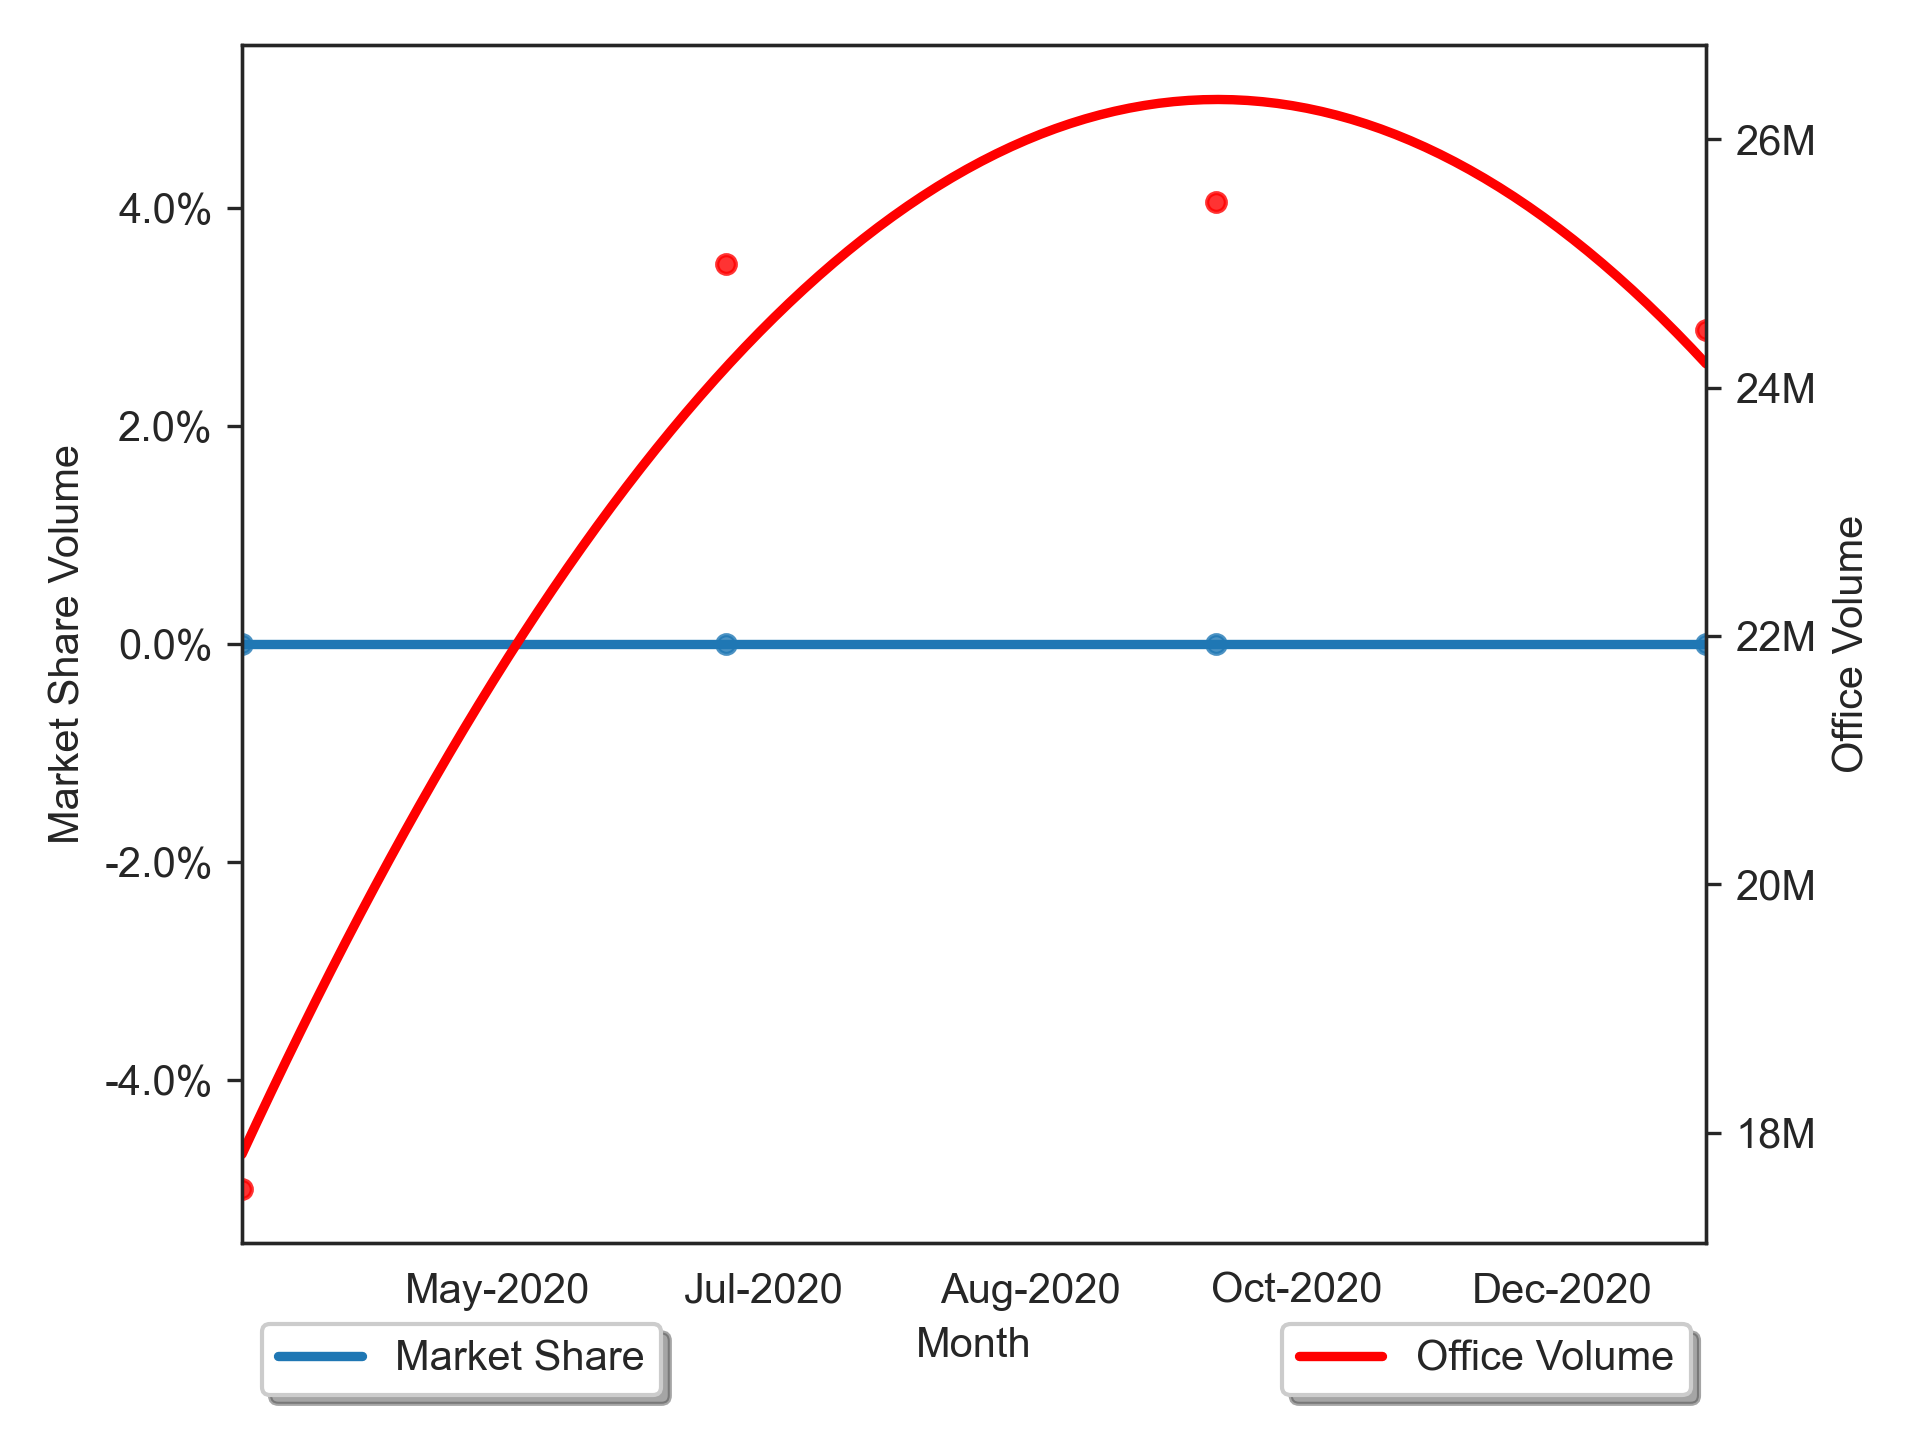 4.0%
2.0%
0.0%
-2.0%
-4.0%
Market Share Volume
26M
24M
22M
20M
18M
Office Volume
May-2020
Jul-2020
Aug-2020
Oct-2020
Dec-2020
Month
Market Share
Office Volume